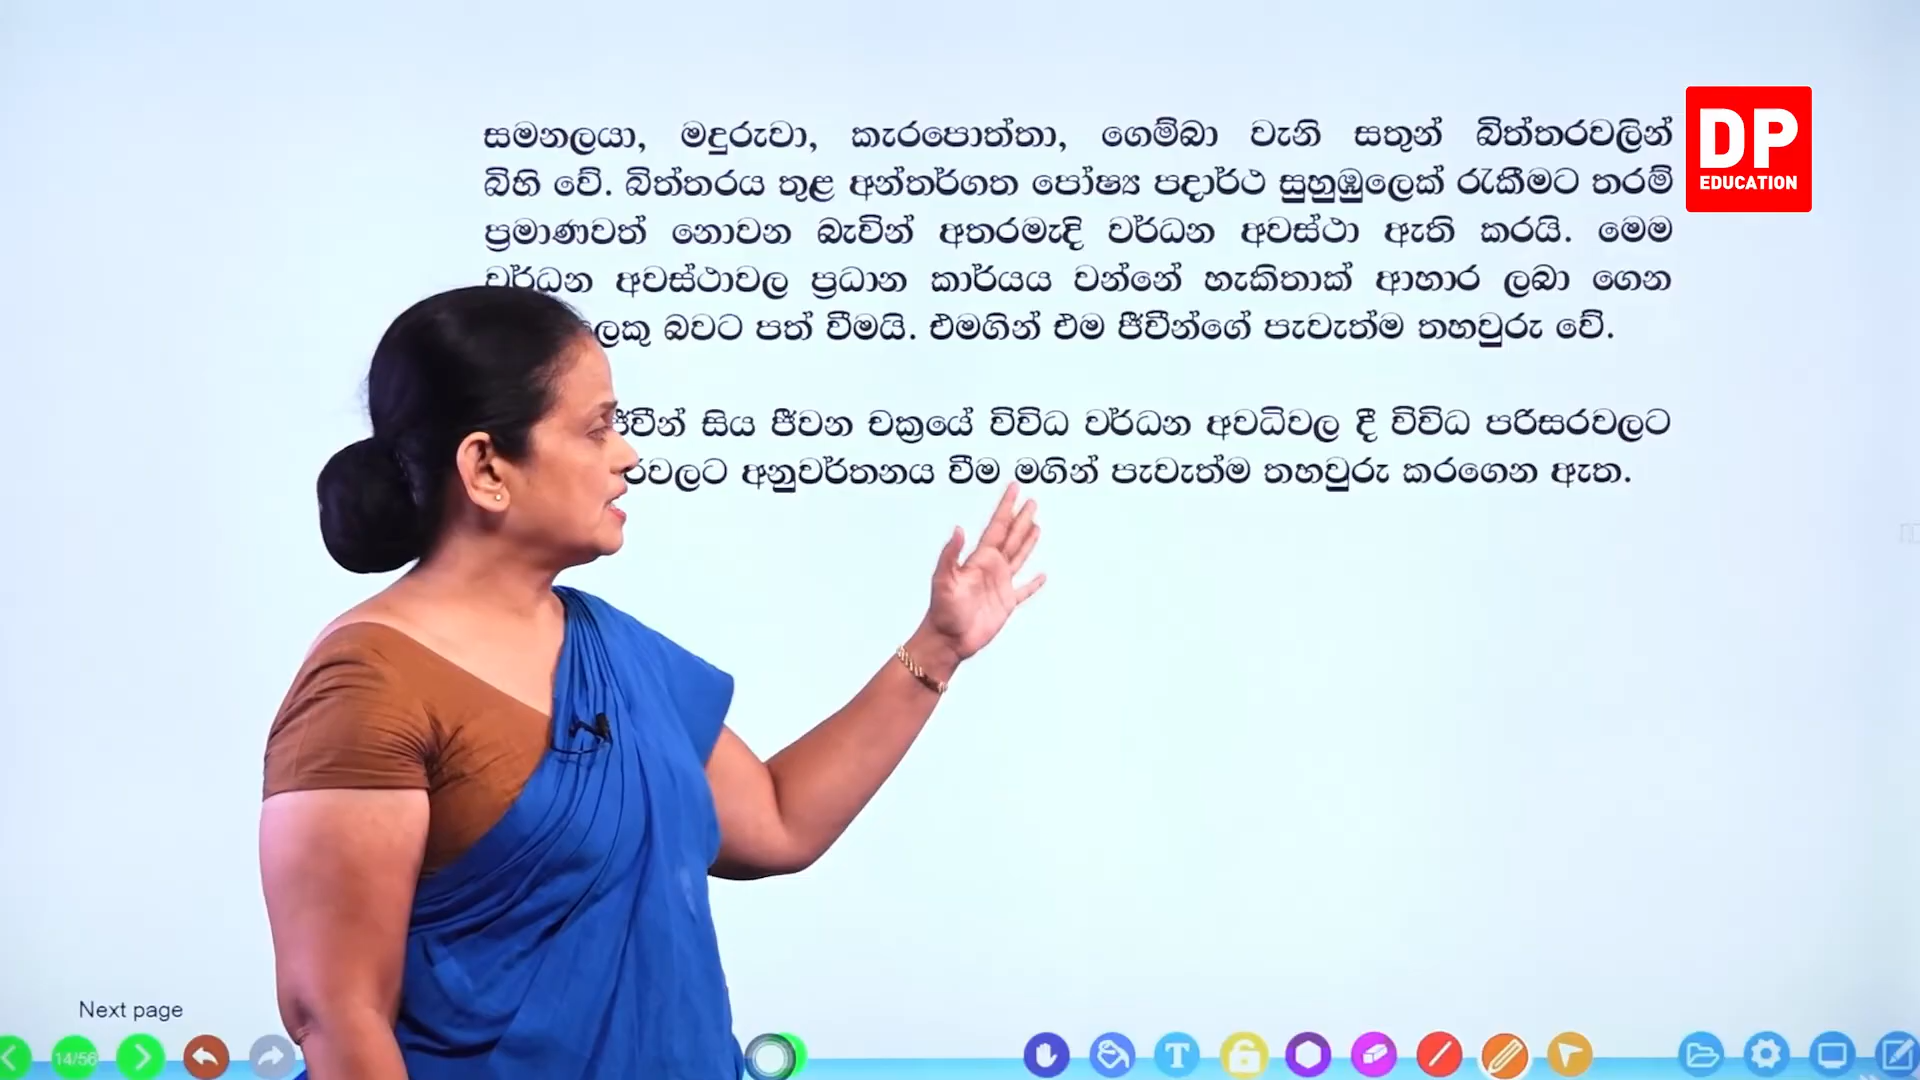 සමනලයා, මදුරුවා, කැරපොත්තා, ගෙම්බා වැනි සතුන් බිත්තරවලින්
බිහි වේ. බිත්තරය තුළ අන්තර්ගත පෝෂ්‍ය පදාර්ථ සුහුඹුලෙක් රැකීමට තරම්
ප්‍රමාණවත් නොවන බැවින් අතරමැදි වර්ධන අවස්ථා ඇති කරයි. මෙම
වර්ධන අවස්ථාවල ප්‍රධාන කාර්යය වන්නේ හැකිතාක් ආහාර ලබා ගෙන
ලෙකු බවට පත් වීමයි. එමගින් එම ජීවීන්ගේ පැවැත්ම තහවුරු වේ.
ජීවීන් සිය ජීවන චක්‍රයේ විවිධ වර්ධන අවධිවල දී විවිධ පරිසරවලට
රවලට අනුවර්තනය වීම මගින් පැවැත්ම තහවුරු කරගෙන ඇත.
DP
EDUCATION
Next page
14/56
T